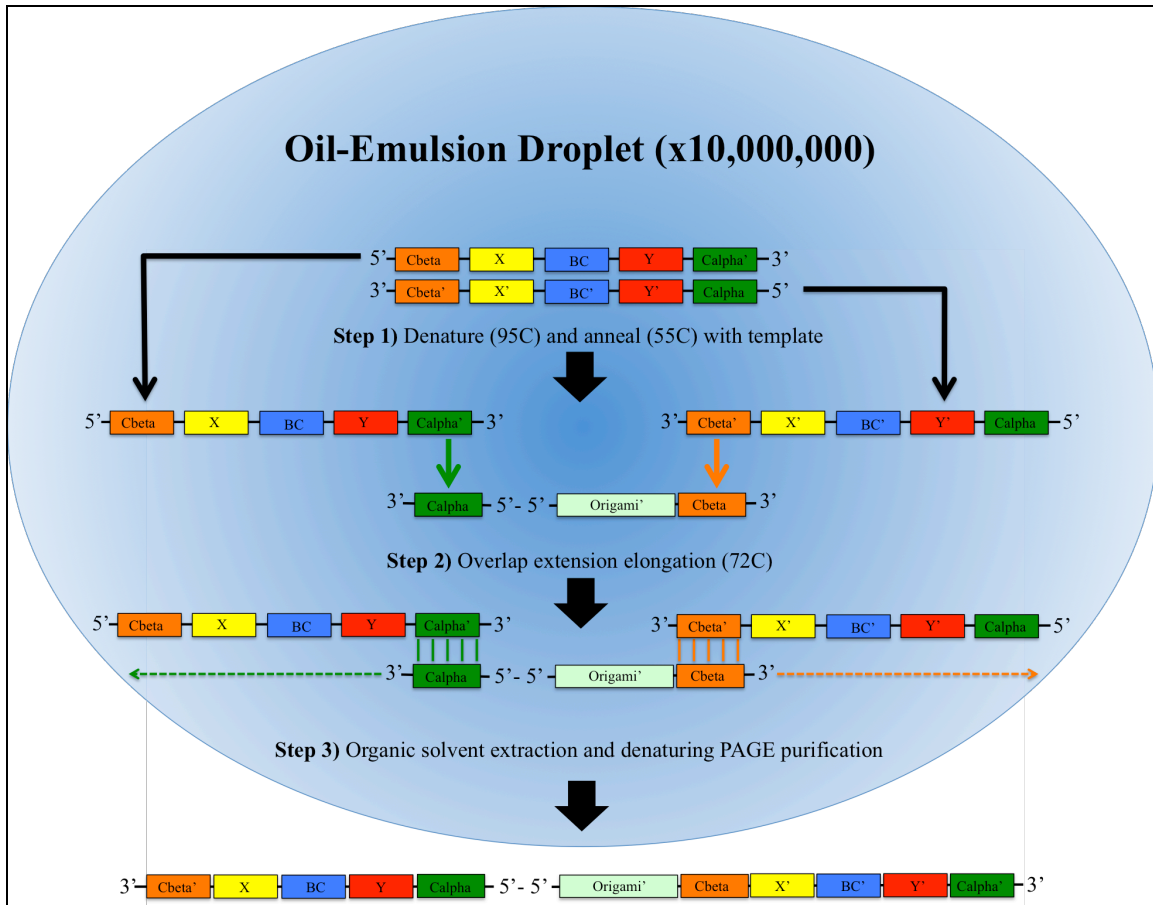 Oil-Emulsion Droplet (x10,000,000)
5’ Cbeta X BC Y Calpha’ 3’
3’ Cbeta’ X’ BC’ Y’ Calpha 5’
Step 1) Denature (95C) and anneal (55C) with template
5’ Cbeta X BC Y Calpha’ 3’ 3’ Cbeta’ X’ BC’ Y’ Calpha 5’
3’ Calpha 5’- 5’ Origami’ Cbeta 3’
Step 2) Overlap extension elongation (72C)
5’ Cbeta X BC Y Calpha’ 3’ 3’ Cbeta’ X’ BC’ Y’ Calpha 5’
3’ Calpha 5’- 5’ Origami’ Cbeta 3’
Step 3) Organic solvent extraction and denaturing PAGE purification
3’ Cbeta’ X BC Y Calpha 5’- 5’ Origami’ Cbeta X’ BC’ Y’ Calpha’ 3’